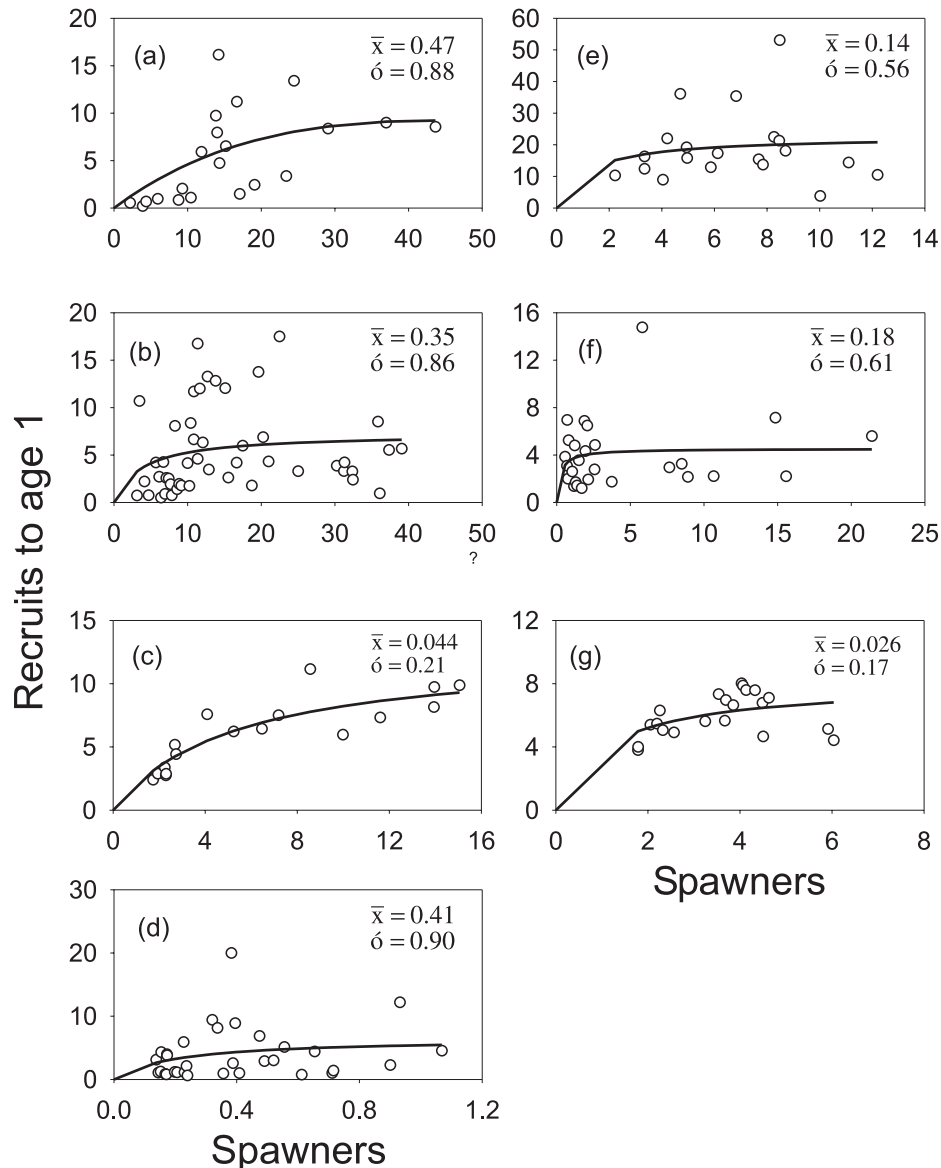 Recruits to age 1
(a)
x̄ = 0.47
ó = 0.88
20
15
10
5
0
0 10 20 30 40 50
(b)
x̄ = 0.35
ó = 0.86
20
15
10
5
0
0 10 20 30 40 50
?
(c)
x̄ = 0.044
ó = 0.21
15
10
5
0
0 4 8 12 16
(d)
x̄ = 0.41
ó = 0.90
30
20
10
0
0.0 0.4 0.8 1.2
Spawners
(e)
x̄ = 0.14
ó = 0.56
60
50
40
30
20
10
0
0 2 4 6 8 10 12 14
(f)
x̄ = 0.18
ó = 0.61
16
12
8
4
0
0 5 10 15 20 25
(g)
x̄ = 0.026
ó = 0.17
12
8
4
0
0 2 4 6 8
Spawners